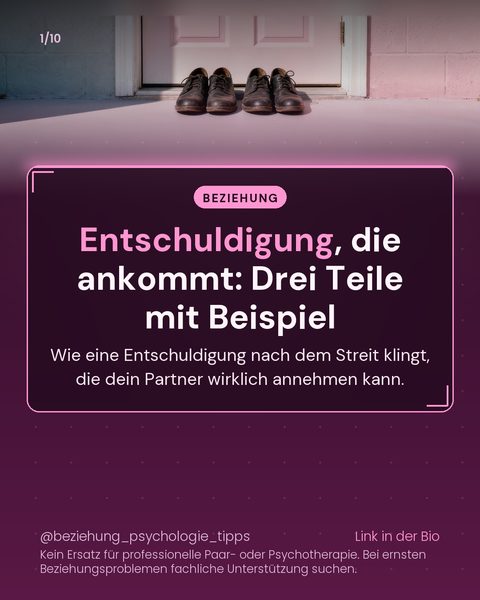 1/10
BEZIEHUNG
Entschuldigung, die
ankommt: Drei Teile
mit Beispiel
Wie eine Entschuldigung nach dem Streit klingt,
die dein Partner wirklich annehmen kann.
@beziehung_psychologie_tipps
Link in der Bio
Kein Ersatz für professionelle Paar- oder Psychotherapie. Bei ernsten
Beziehungsproblemen fachliche Unterstützung suchen.